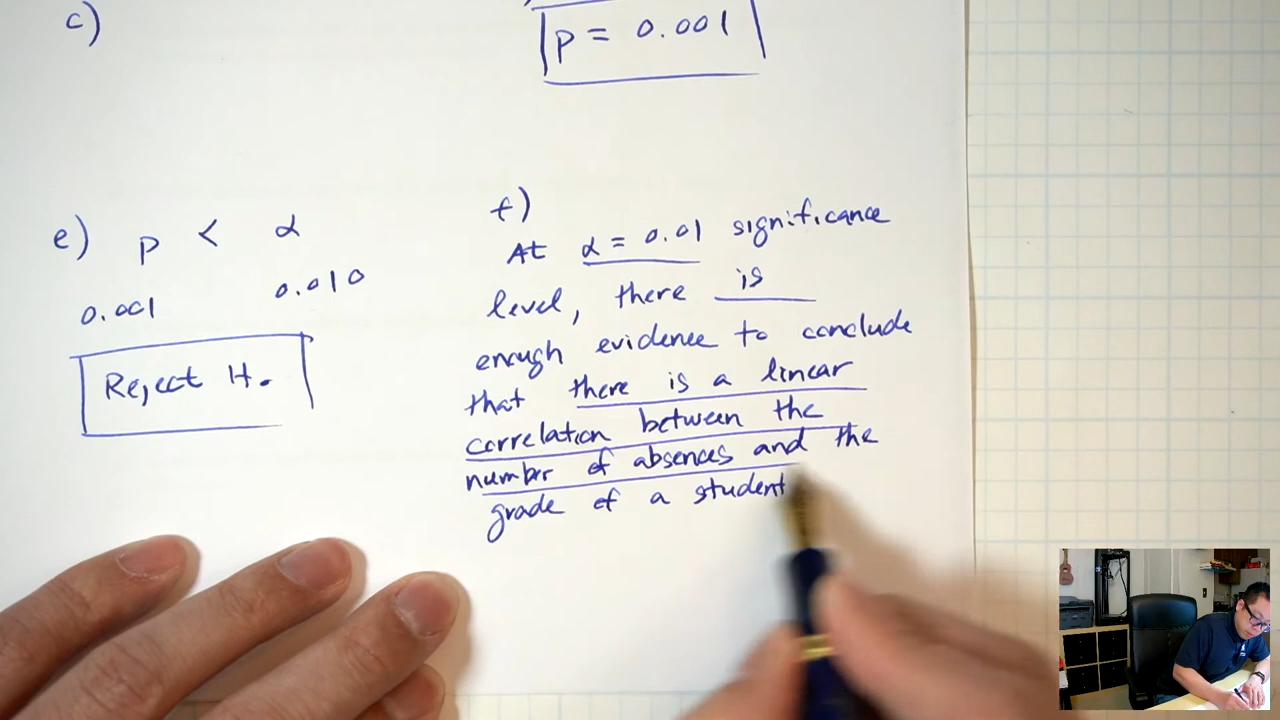 c)
p = 0.001
e) p < α
0.001 0.010
Reject H₀
f)
At α = 0.01 significance
level, there is
enough evidence to conclude
that there is a linear
correlation between the
number of absences and the
grade of a student